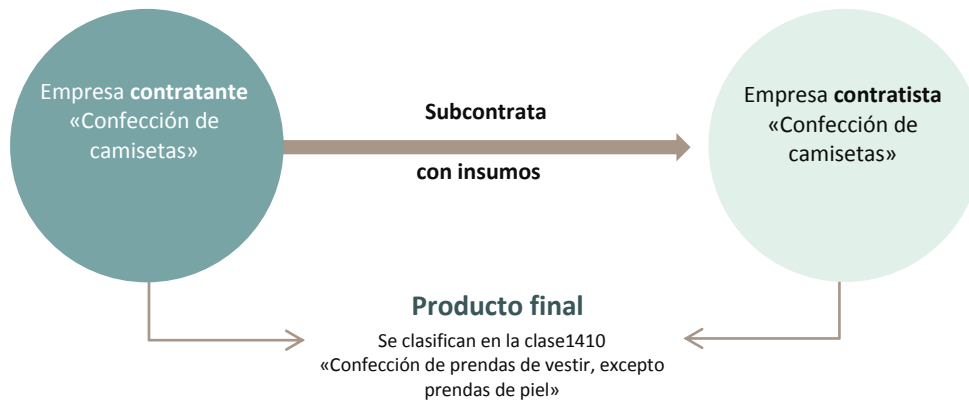 Empresa contratante
«Confección de
camisetas»
Subcontrata
con insumos
Empresa contratista
«Confección de
camisetas»
Producto final
Se clasifican en la clase1410
«Confección de prendas de vestir, excepto
prendas de piel»